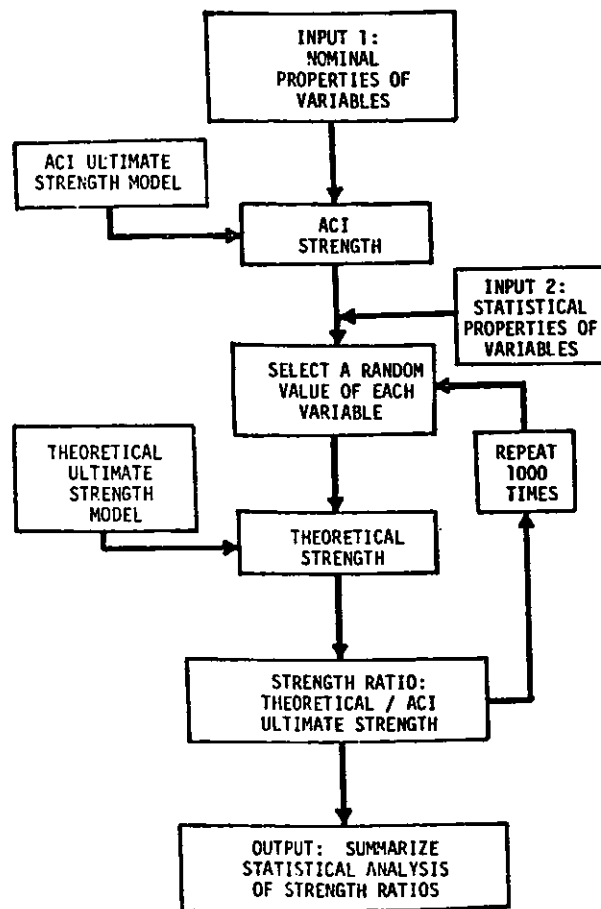 INPUT 1:
NOMINAL
PROPERTIES OF
VARIABLES
ACI ULTIMATE
STRENGTH MODEL
ACI
STRENGTH
INPUT 2:
STATISTICAL
PROPERTIES OF
VARIABLES
SELECT A RANDOM
VALUE OF EACH
VARIABLE
THEORETICAL
ULTIMATE
STRENGTH
MODEL
REPEAT
1000
TIMES
THEORETICAL
STRENGTH
STRENGTH RATIO:
THEORETICAL / ACI
ULTIMATE STRENGTH
OUTPUT: SUMMARIZE
STATISTICAL ANALYSIS
OF STRENGTH RATIOS